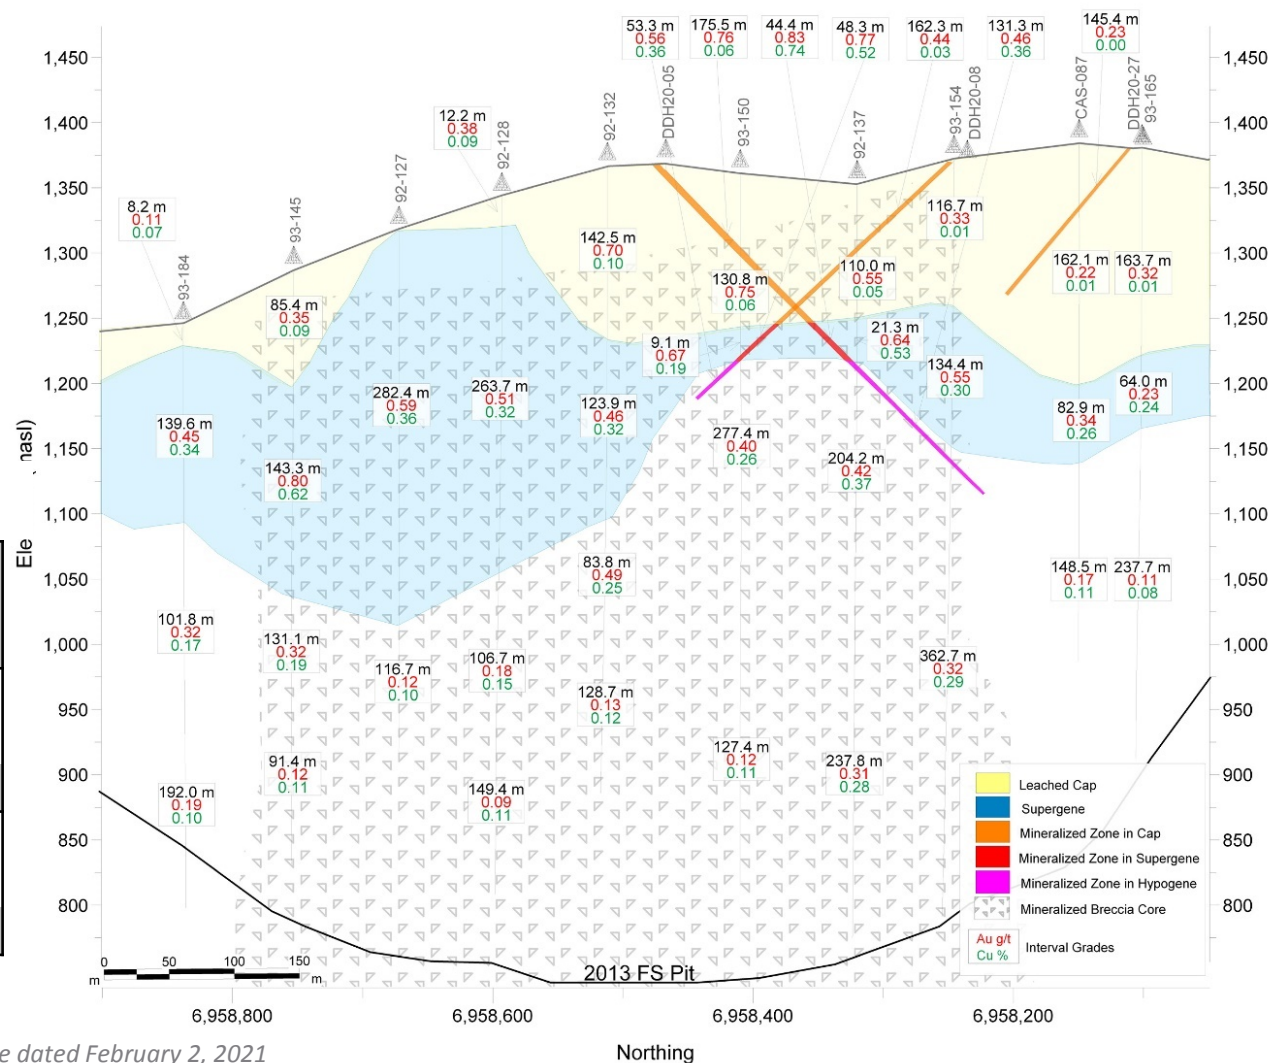 53.3 m
0.56
0.36
175.5 m
0.76
0.06
44.4 m
0.83
0.74
48.3 m
0.77
0.52
162.3 m
0.44
0.03
131.3 m
0.46
0.36
145.4 m
0.23
0.00
1,450
1,400
1,350
1,300
1,250
1,200
1,150
1,100
1,050
1,000
950
900
850
800
1,450
1,400
1,350
1,300
1,250
1,200
1,150
1,100
1,050
1,000
950
900
850
800
93-184
93-145
92-127
92-128
92-132
DDH20-05
93-150
92-137
93-154
DDH20-08
CAS-087
DDH20-27
93-165
12.2 m
0.38
0.09
8.2 m
0.11
0.07
85.4 m
0.35
0.09
142.5 m
0.70
0.10
130.8 m
0.75
0.06
110.0 m
0.55
0.05
116.7 m
0.33
0.01
162.1 m
0.22
0.01
163.7 m
0.32
0.01
9.1 m
0.67
0.19
21.3 m
0.64
0.53
134.4 m
0.55
0.30
82.9 m
0.34
0.26
64.0 m
0.23
0.24
139.6 m
0.45
0.34
143.3 m
0.80
0.62
282.4 m
0.59
0.36
263.7 m
0.51
0.32
123.9 m
0.46
0.32
277.4 m
0.40
0.26
204.2 m
0.42
0.37
83.8 m
0.49
0.25
148.5 m
0.17
0.11
237.7 m
0.11
0.08
101.8 m
0.32
0.17
131.1 m
0.32
0.19
116.7 m
0.12
0.10
106.7 m
0.18
0.15
128.7 m
0.13
0.12
362.7 m
0.32
0.29
192.0 m
0.19
0.10
91.4 m
0.12
0.11
149.4 m
0.09
0.11
127.4 m
0.12
0.11
237.8 m
0.31
0.28
Ele
nasl)
Leached Cap
Supergene
Mineralized Zone in Cap
Mineralized Zone in Supergene
Mineralized Zone in Hypogene
Mineralized Breccia Core
Au g/t
Cu %
Interval Grades
2013 FS Pit
0 50 100 150
m m
6,958,800 6,958,600 6,958,400 6,958,200
Northing
e dated February 2, 2021